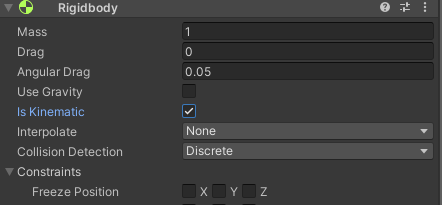 Rigidbody
Mass 1
Drag 0
Angular Drag 0.05
Use Gravity
Is Kinematic
Interpolate None
Collision Detection Discrete
Constraints
Freeze Position X Y Z